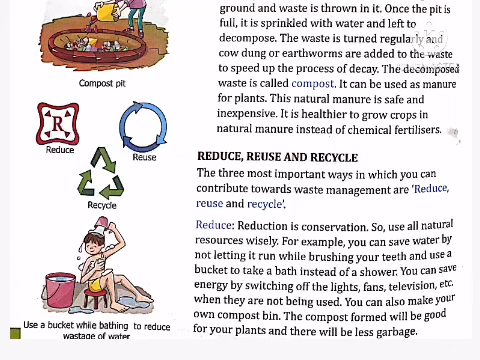 ground and waste is thrown in it. Once the pit is
full, it is sprinkled with water and left to
decompose. The waste is turned regularly and
cow dung or earthworms are added to the waste
to speed up the process of decay. The decomposed
waste is called compost. It can be used as manure
for plants. This natural manure is safe and
inexpensive. It is healthier to grow crops in
natural manure instead of chemical fertilisers.
Compost pit
R
Reduce
Reuse
Recycle
REDUCE, REUSE AND RECYCLE
The three most important ways in which you can
contribute towards waste management are 'Reduce,
reuse and recycle'.
Reduce: Reduction is conservation. So, use all natural
resources wisely. For example, you can save water by
not letting it run while brushing your teeth and use a
bucket to take a bath instead of a shower. You can save
energy by switching off the lights, fans, television, etc.
when they are not being used. You can also make your
own compost bin. The compost formed will be good
for your plants and there will be less garbage.
Use a bucket while bathing to reduce
wastage of water